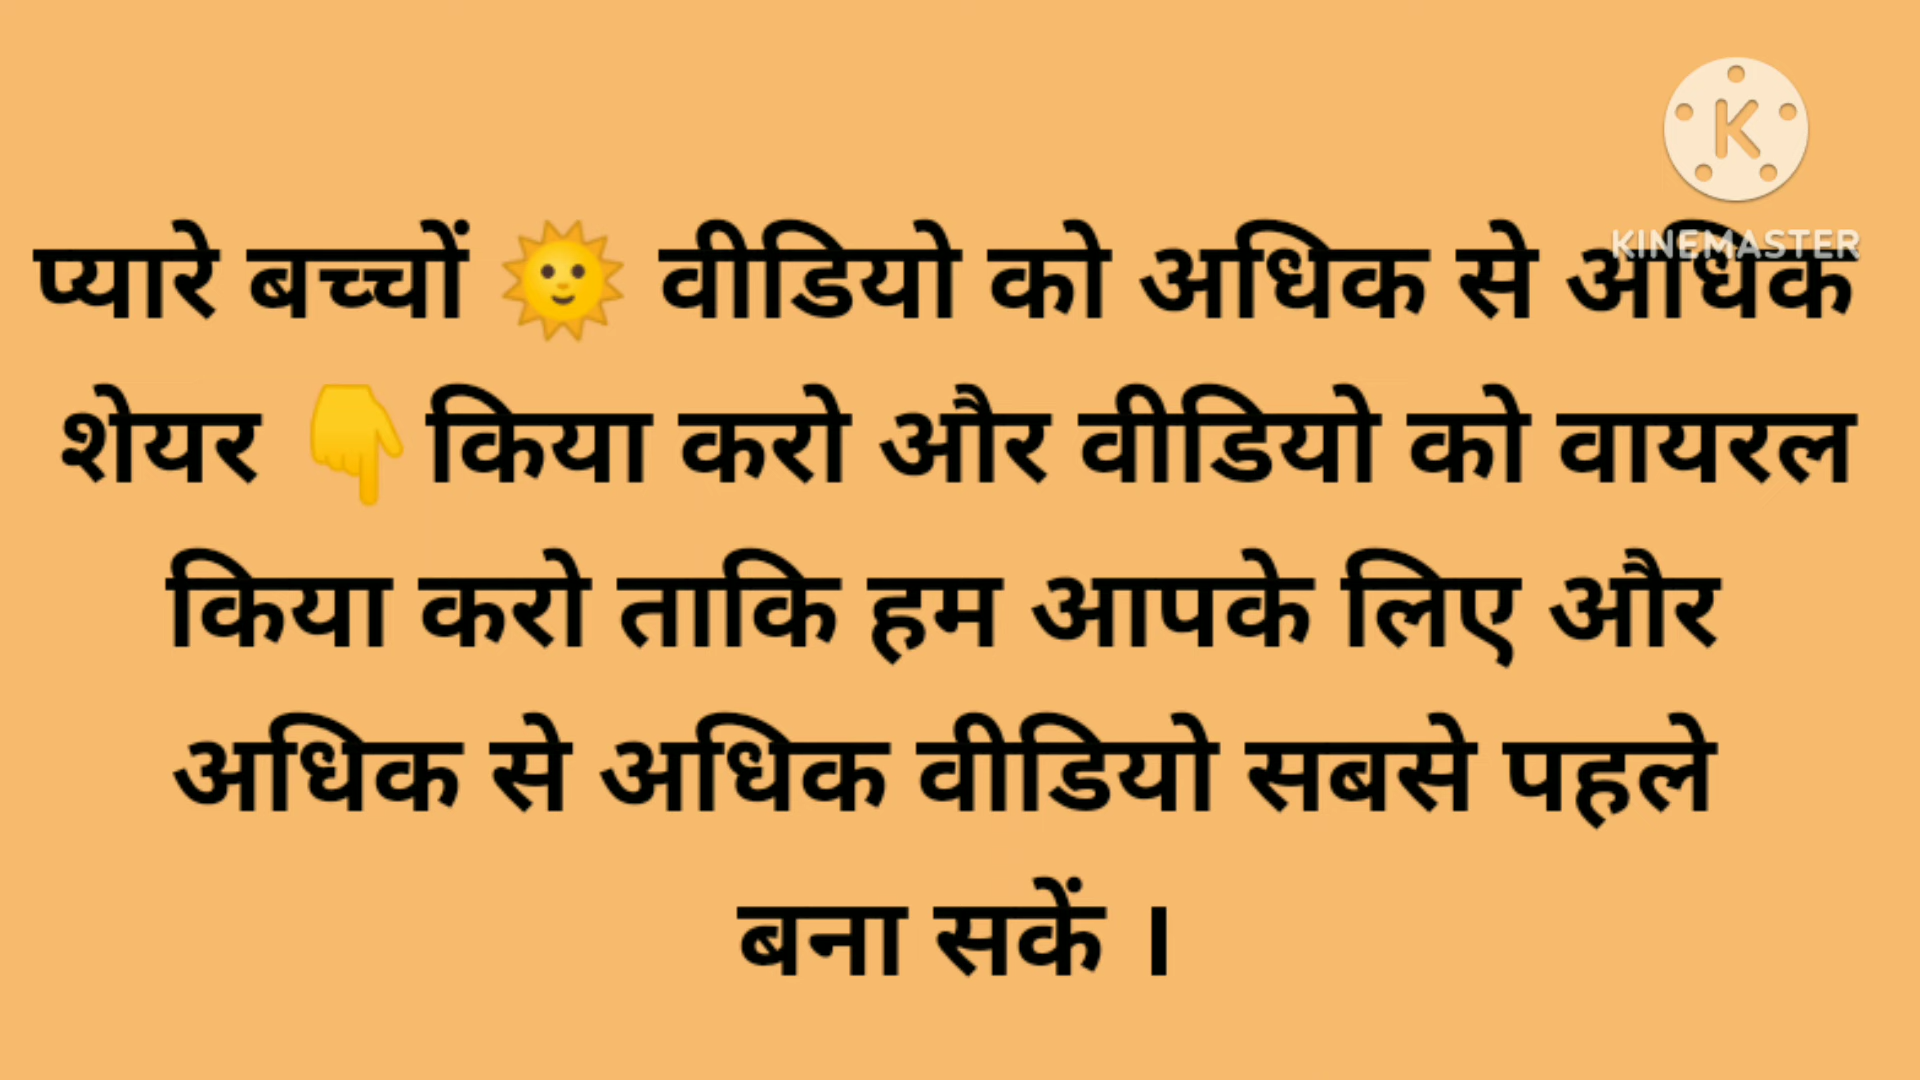 K
KINEMASTER
प्यारे बच्चों 🌞 वीडियो को अधिक से अधिक
शेयर 👇 किया करो और वीडियो को वायरल
किया करो ताकि हम आपके लिए और
अधिक से अधिक वीडियो सबसे पहले
बना सकें ।